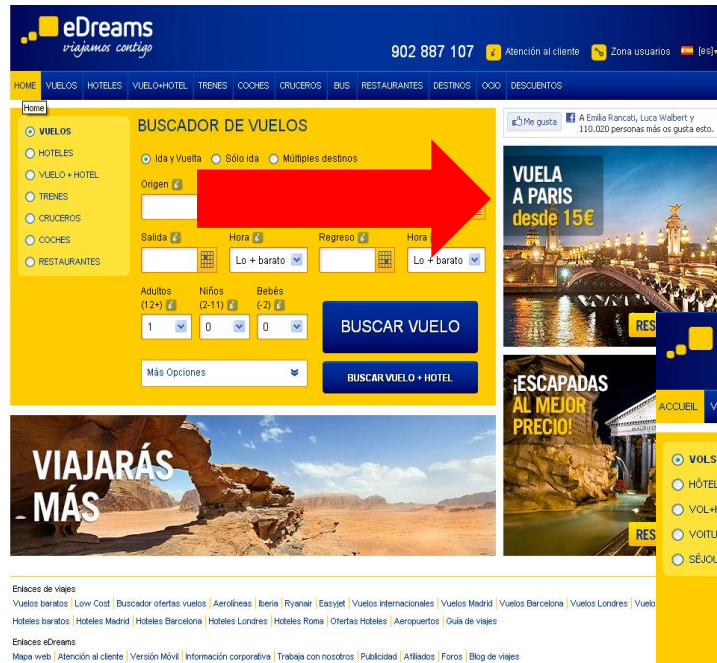 eDreams
viajamos contigo
902 887 107
Atención al cliente
Zona usuarios
[es]
HOME VUELOS HOTELES VUELO+HOTEL TRENES COCHES CRUCEROS BUS RESTAURANTES DESTINOS OCIO DESCUENTOS
Home
VUELOS
HOTELES
VUELO + HOTEL
TRENES
CRUCEROS
COCHES
RESTAURANTES
BUSCADOR DE VUELOS
Ida y Vuelta Sólo ida Múltiples destinos
Origen
Salida Hora Regreso Hora
Lo + barato Lo + barato
Adultos Niños Bebés
(12+) (2-11) (-2)
1 0 0
BUSCAR VUELO
Más Opciones
BUSCAR VUELO + HOTEL
Me gusta
A Emilia Rancati, Luca Walbert y
110.020 personas más os gusta esto.
VUELA
A PARIS
desde 15€
RES
¡ESCAPADAS
AL MEJOR
PRECIO!
RES
ACCUEIL V
VOLS
HÔTEL
VOL+H
VOITU
SÉJOU
VIAJARÁS
MÁS
Enlaces de viajes
Vuelos baratos Low Cost Buscador ofertas vuelos Aerolíneas Iberia Ryanair Easyjet Vuelos internacionales Vuelos Madrid Vuelos Barcelona Vuelos Londres Vuelo
Hoteles baratos Hoteles Madrid Hoteles Barcelona Hoteles Londres Hoteles Roma Ofertas Hoteles Aeropuertos Guía de viajes
Enlaces eDreams
Mapa web Atención al cliente Versión Móvil Información corporativa Trabaja con nosotros Publicidad Afiliados Foros Blog de viajes